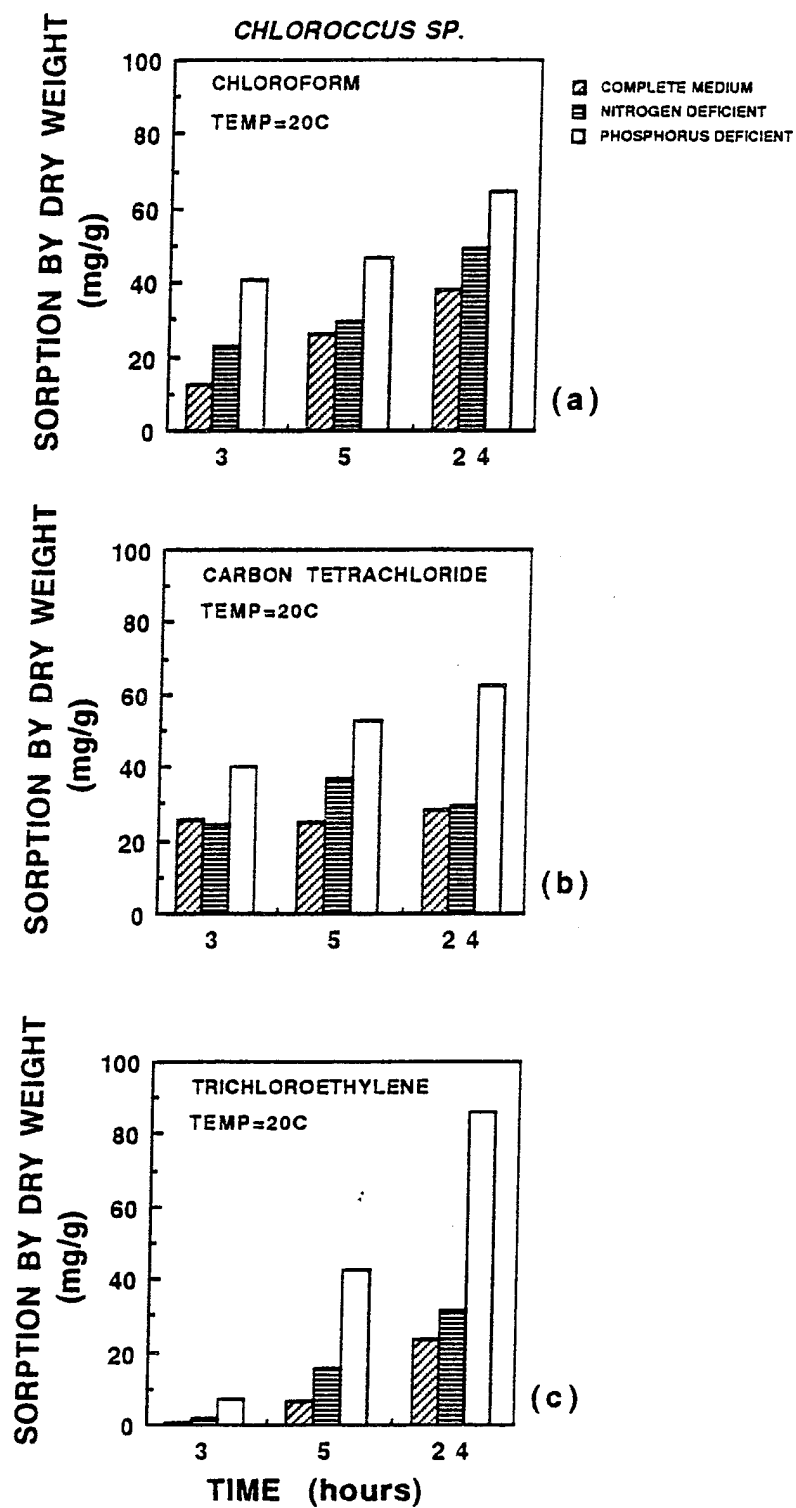 CHLOROCCUS SP.
CHLOROFORM
TEMP=20C
COMPLETE MEDIUM
NITROGEN DEFICIENT
PHOSPHORUS DEFICIENT
SORPTION BY DRY WEIGHT
(mg/g)
100
80
60
40
20
0
3 5 2 4
(a)
CARBON TETRACHLORIDE
TEMP=20C
SORPTION BY DRY WEIGHT
(mg/g)
100
80
60
40
20
0
3 5 2 4
(b)
TRICHLOROETHYLENE
TEMP=20C
SORPTION BY DRY WEIGHT
(mg/g)
100
80
60
40
20
0
3 5 2 4
(c)
TIME (hours)